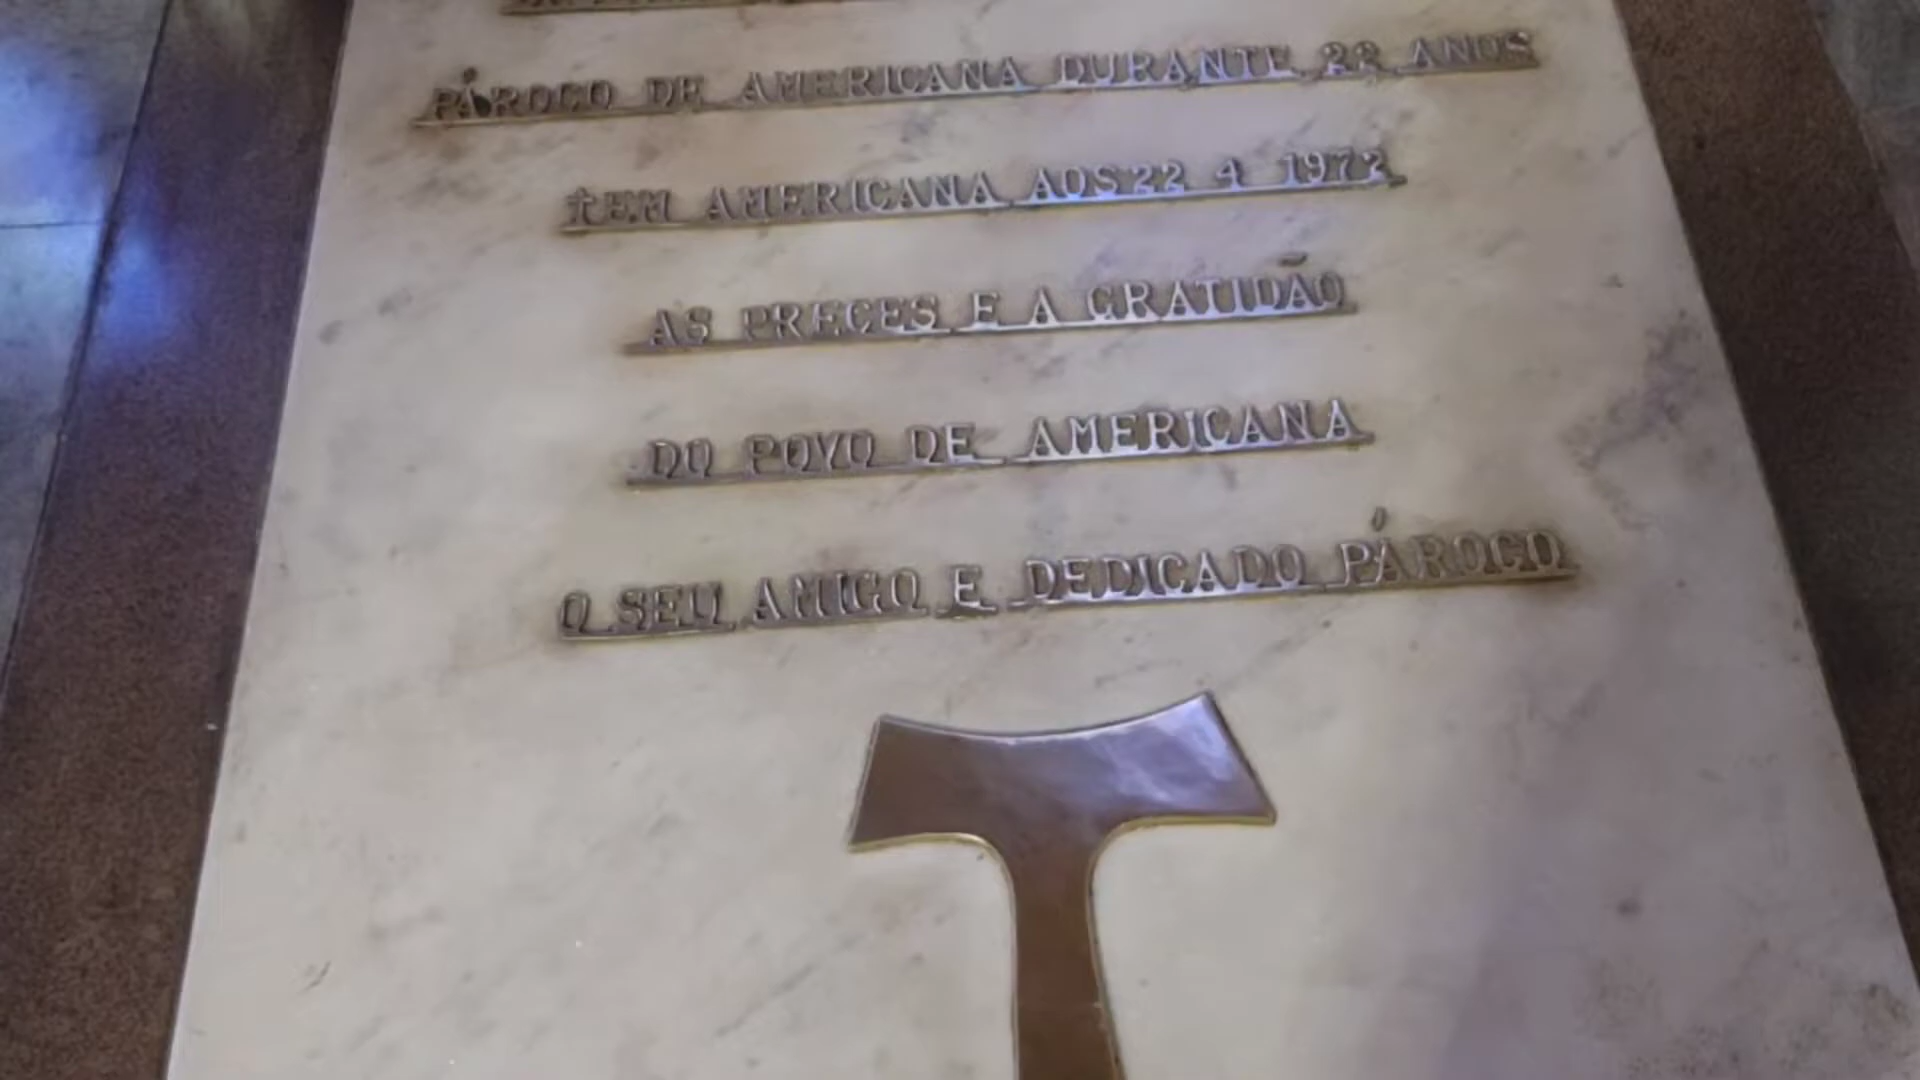 PÁROCO DE AMERICANA DURANTE 22 ANOS
†EM AMERICANA AOS 22 4 1972
AS PRECES E A GRATIDÃO
DO POVO DE AMERICANA
O SEU AMIGO E DEDICADO PÁROCO